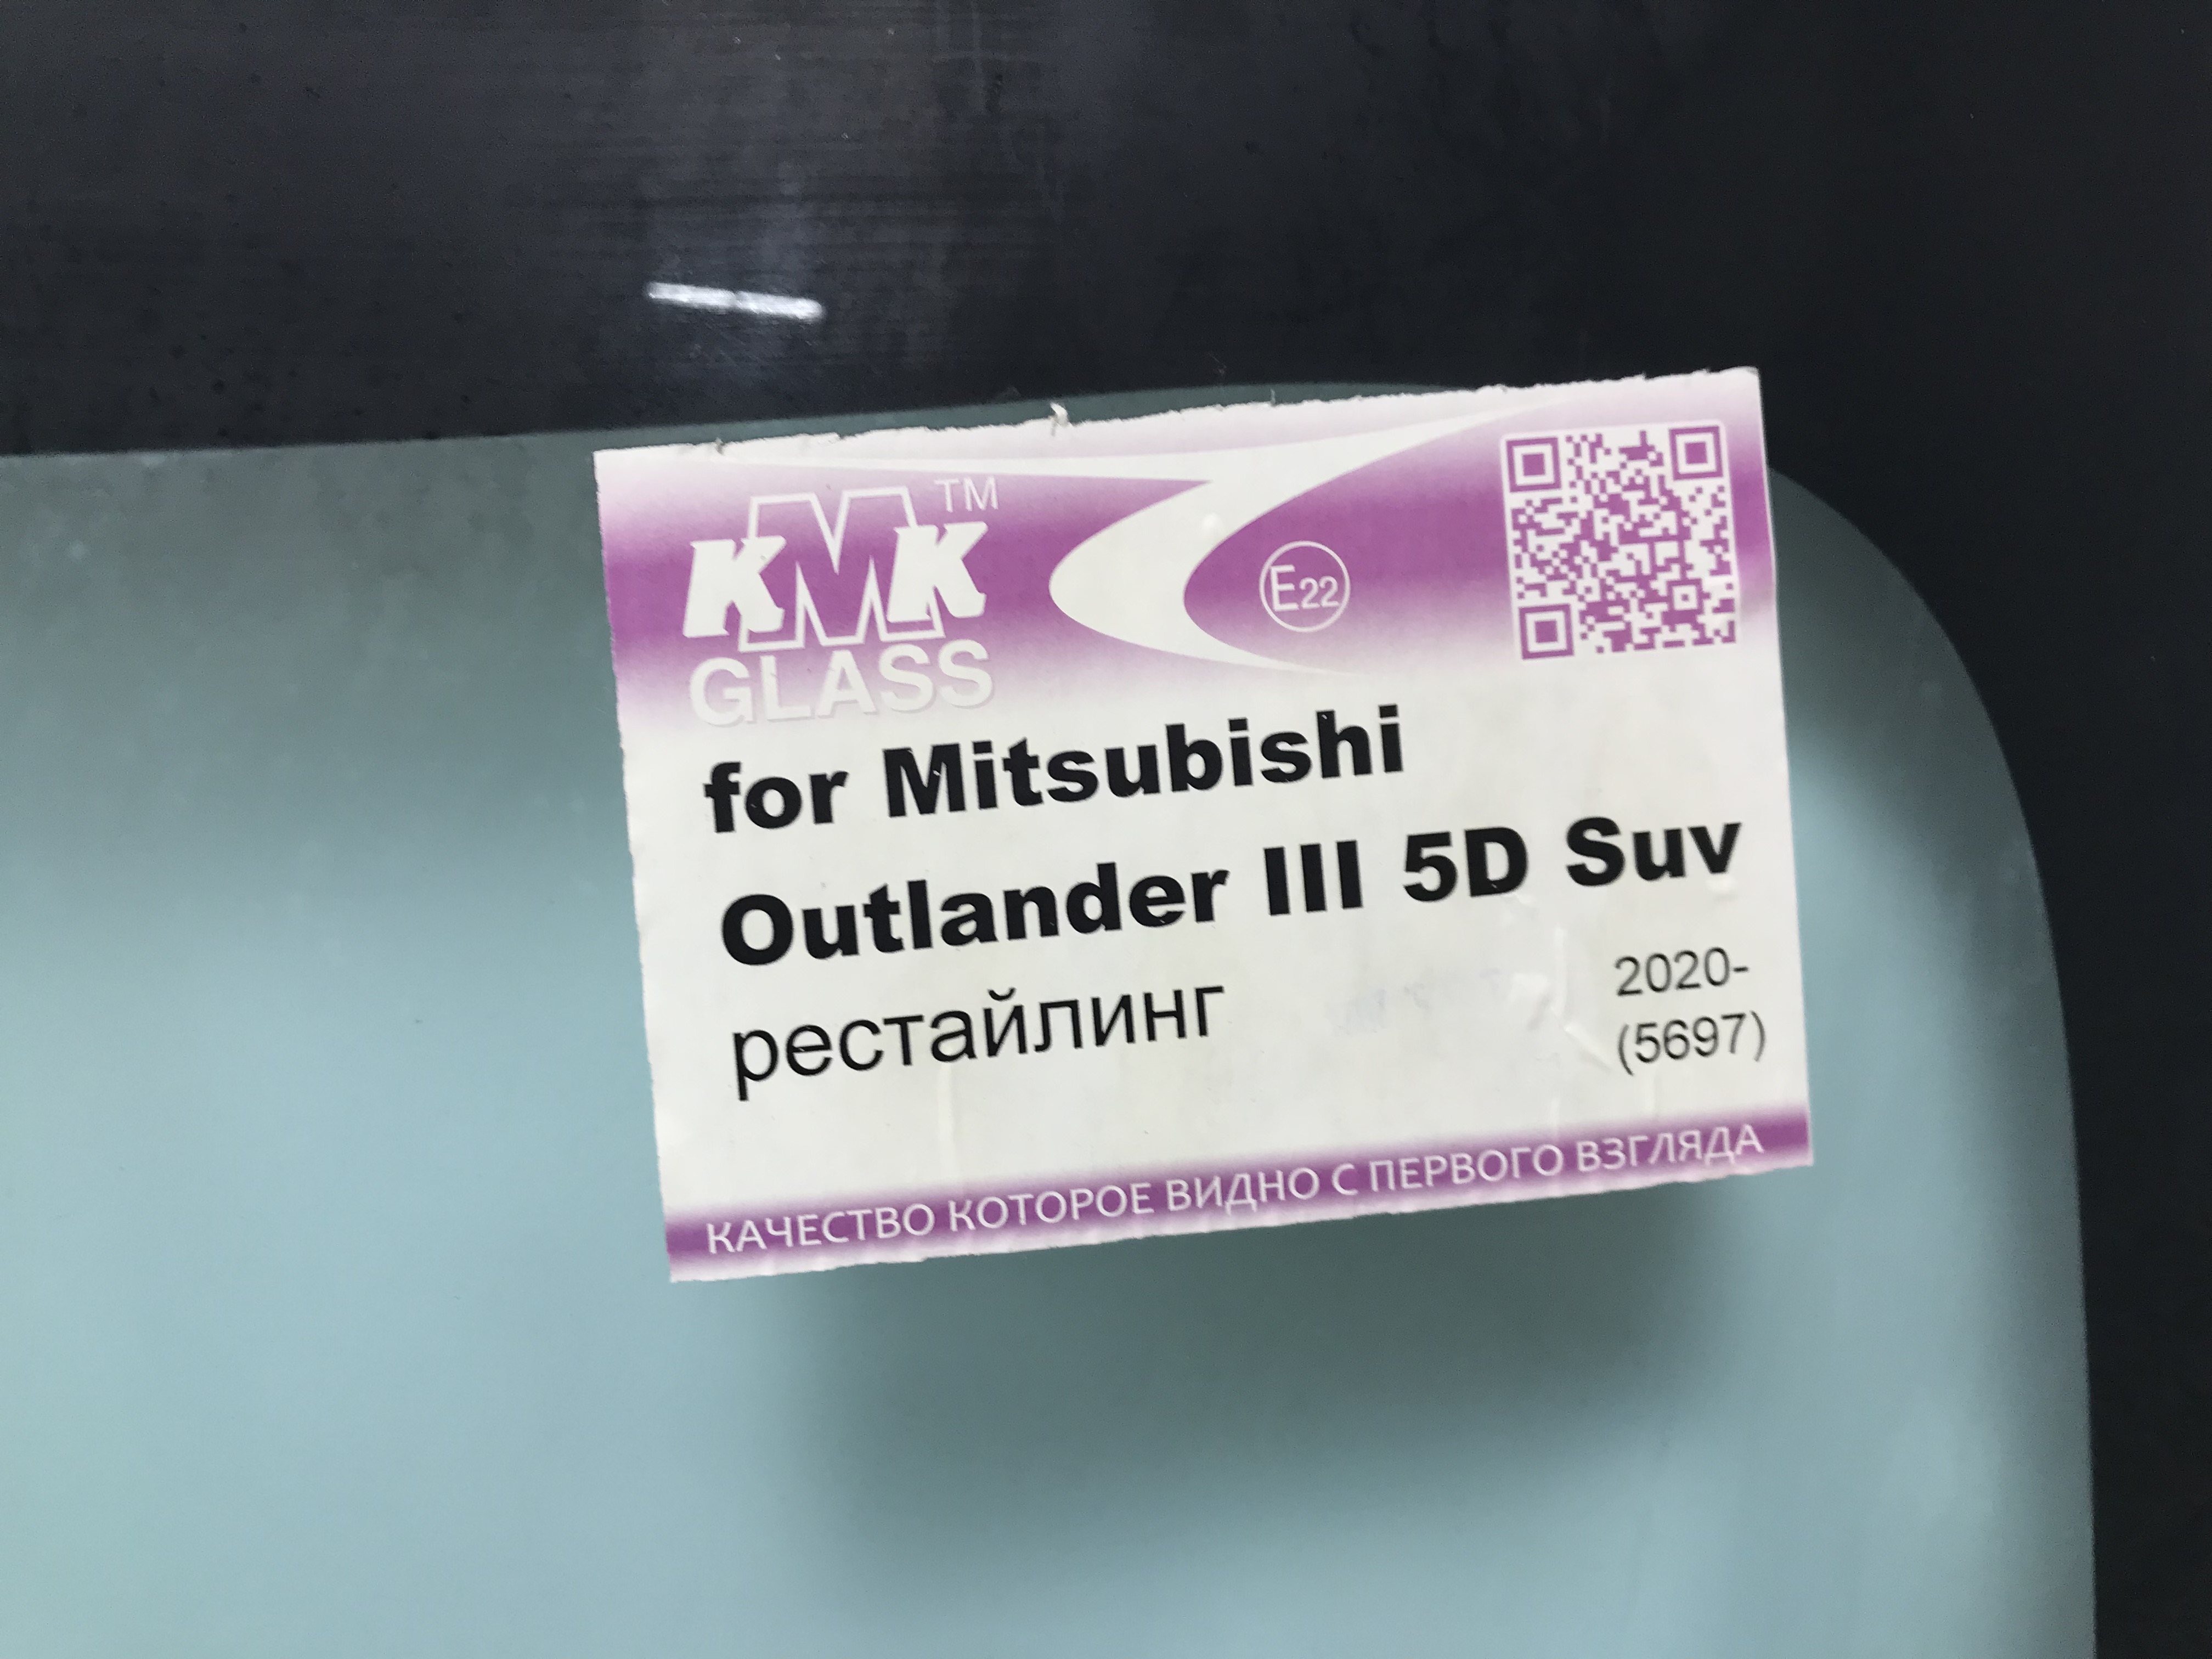 KMK™
GLASS
E22
for Mitsubishi
Outlander III 5D Suv
рестайлинг
2020-
(5697)
КАЧЕСТВО КОТОРОЕ ВИДНО С ПЕРВОГО ВЗГЛЯДА